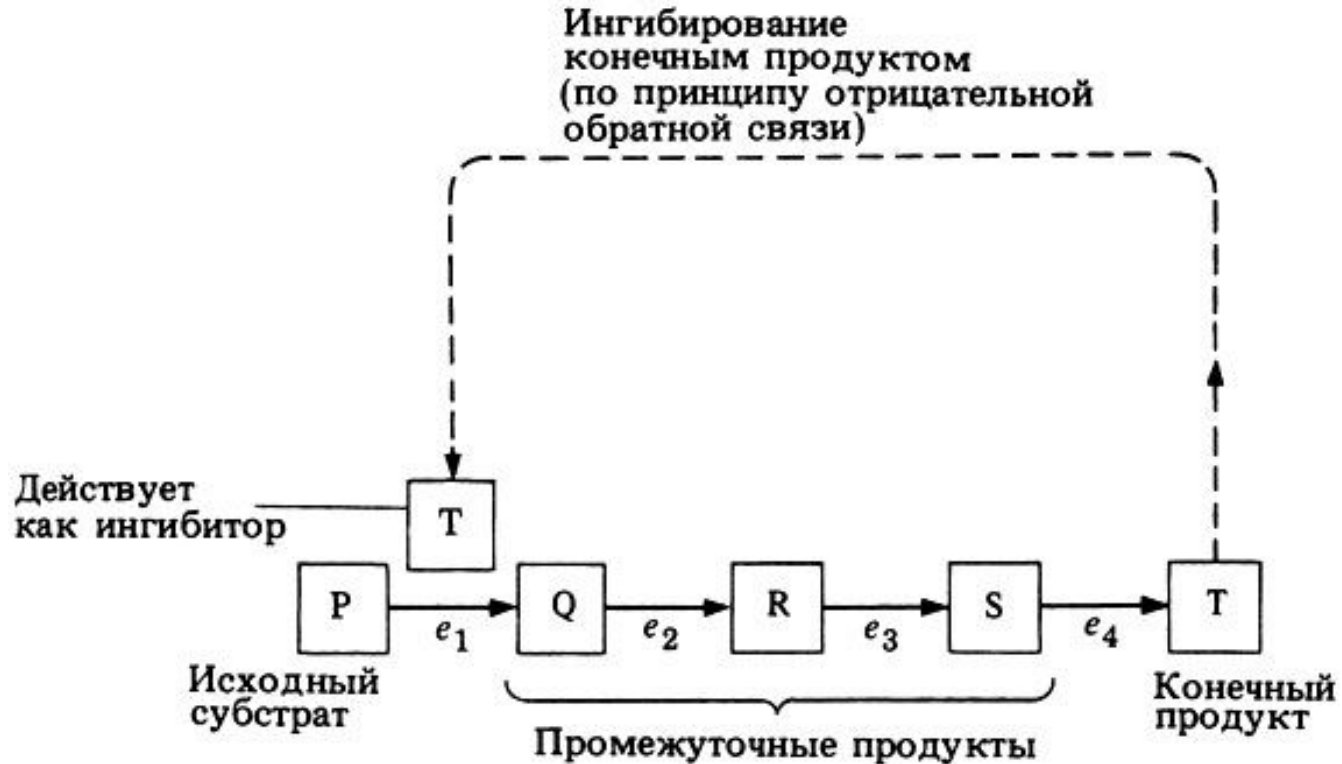 Ингибирование
конечным продуктом
(по принципу отрицательной
обратной связи)
Действует
как ингибитор
T
P
e1
Q
e2
R
e3
S
e4
T
Исходный
субстрат
Промежуточные продукты
Конечный
продукт